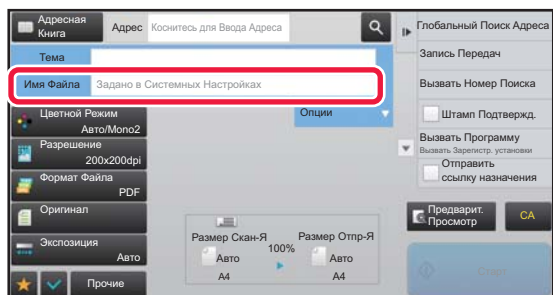 Адресная
Книга
Адрес
Коснитесь для Ввода Адреса
Тема
Имя Файла
Задано в Системных Настройках
Цветной Режим
Авто/Mono2
Опции
Разрешение
200x200dpi
Формат Файла
PDF
Оригинал
Экспозиция
Авто
Прочие
Размер Скан-Я
100%
Размер Отпр-Я
Авто
A4
Авто
A4
Глобальный Поиск Адреса
Запись Передач
Вызвать Номер Поиска
Штамп Подтвержд.
Вызвать Программу
Вызвать Зарегистр. установки
Отправить
ссылку назначения
Предварит.
Просмотр
CA
Старт